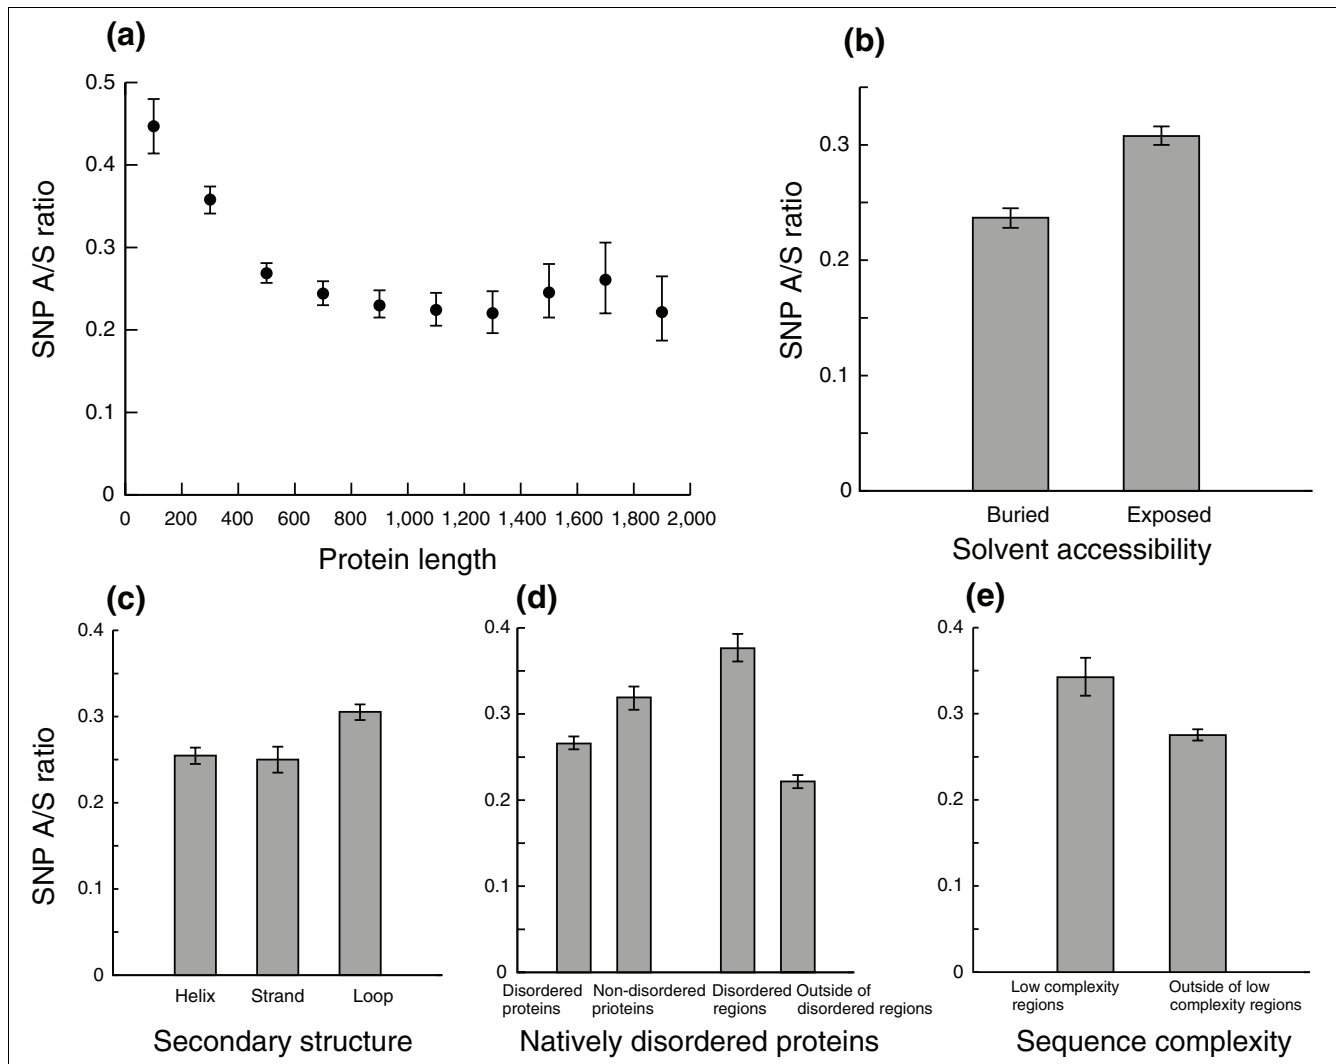 (a)
0.5
0.4
0.3
0.2
0.1
0
SNP A/S ratio
0 200 400 600 800 1,000 1,200 1,400 1,600 1,800 2,000
Protein length
(b)
0.3
0.2
0.1
0
SNP A/S ratio
Buried Exposed
Solvent accessibility
(c)
0.4
0.3
0.2
0.1
0
SNP A/S ratio
Helix Strand Loop
Secondary structure
(d)
0.4
0.3
0.2
0.1
0
Disordered Non-disordered Disordered Outside of
proteins prioteins regions disordered regions
Natively disordered proteins
(e)
0.4
0.3
0.2
0.1
0
Low complexity Outside of low
regions complexity regions
Sequence complexity